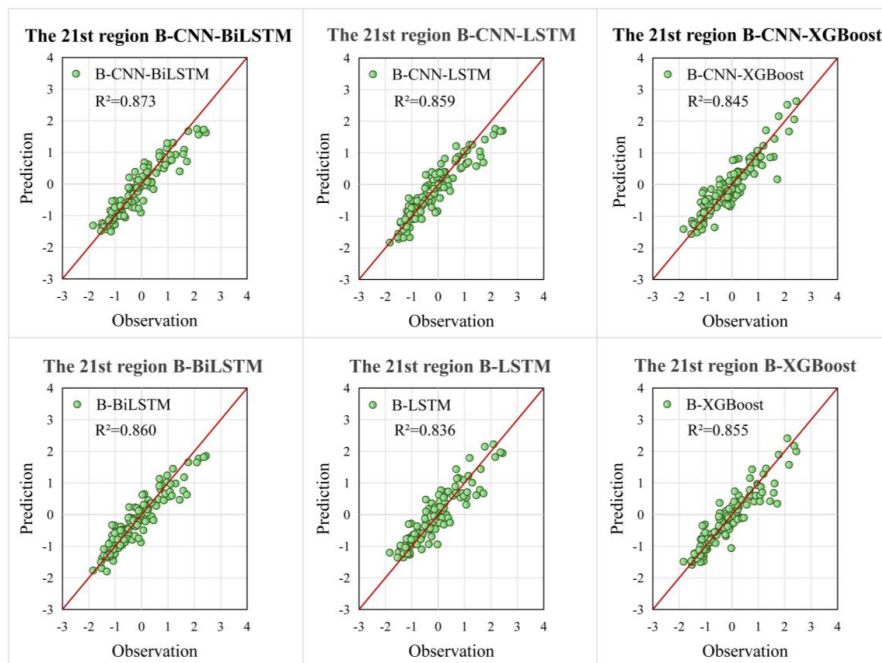 The 21st region B-CNN-BiLSTM
4
3
2
1
0
-1
-2
-3
Prediction
B-CNN-BiLSTM
R²=0.873
-3 -2 -1 0 1 2 3 4
Observation
The 21st region B-CNN-LSTM
4
3
2
1
0
-1
-2
-3
Prediction
B-CNN-LSTM
R²=0.859
-3 -2 -1 0 1 2 3 4
Observation
The 21st region B-CNN-XGBoost
4
3
2
1
0
-1
-2
-3
Prediction
B-CNN-XGBoost
R²=0.845
-3 -2 -1 0 1 2 3 4
Observation
The 21st region B-BiLSTM
4
3
2
1
0
-1
-2
-3
Prediction
B-BiLSTM
R²=0.860
-3 -2 -1 0 1 2 3 4
Observation
The 21st region B-LSTM
4
3
2
1
0
-1
-2
-3
Prediction
B-LSTM
R²=0.836
-3 -2 -1 0 1 2 3 4
Observation
The 21st region B-XGBoost
4
3
2
1
0
-1
-2
-3
Prediction
B-XGBoost
R²=0.855
-3 -2 -1 0 1 2 3 4
Observation